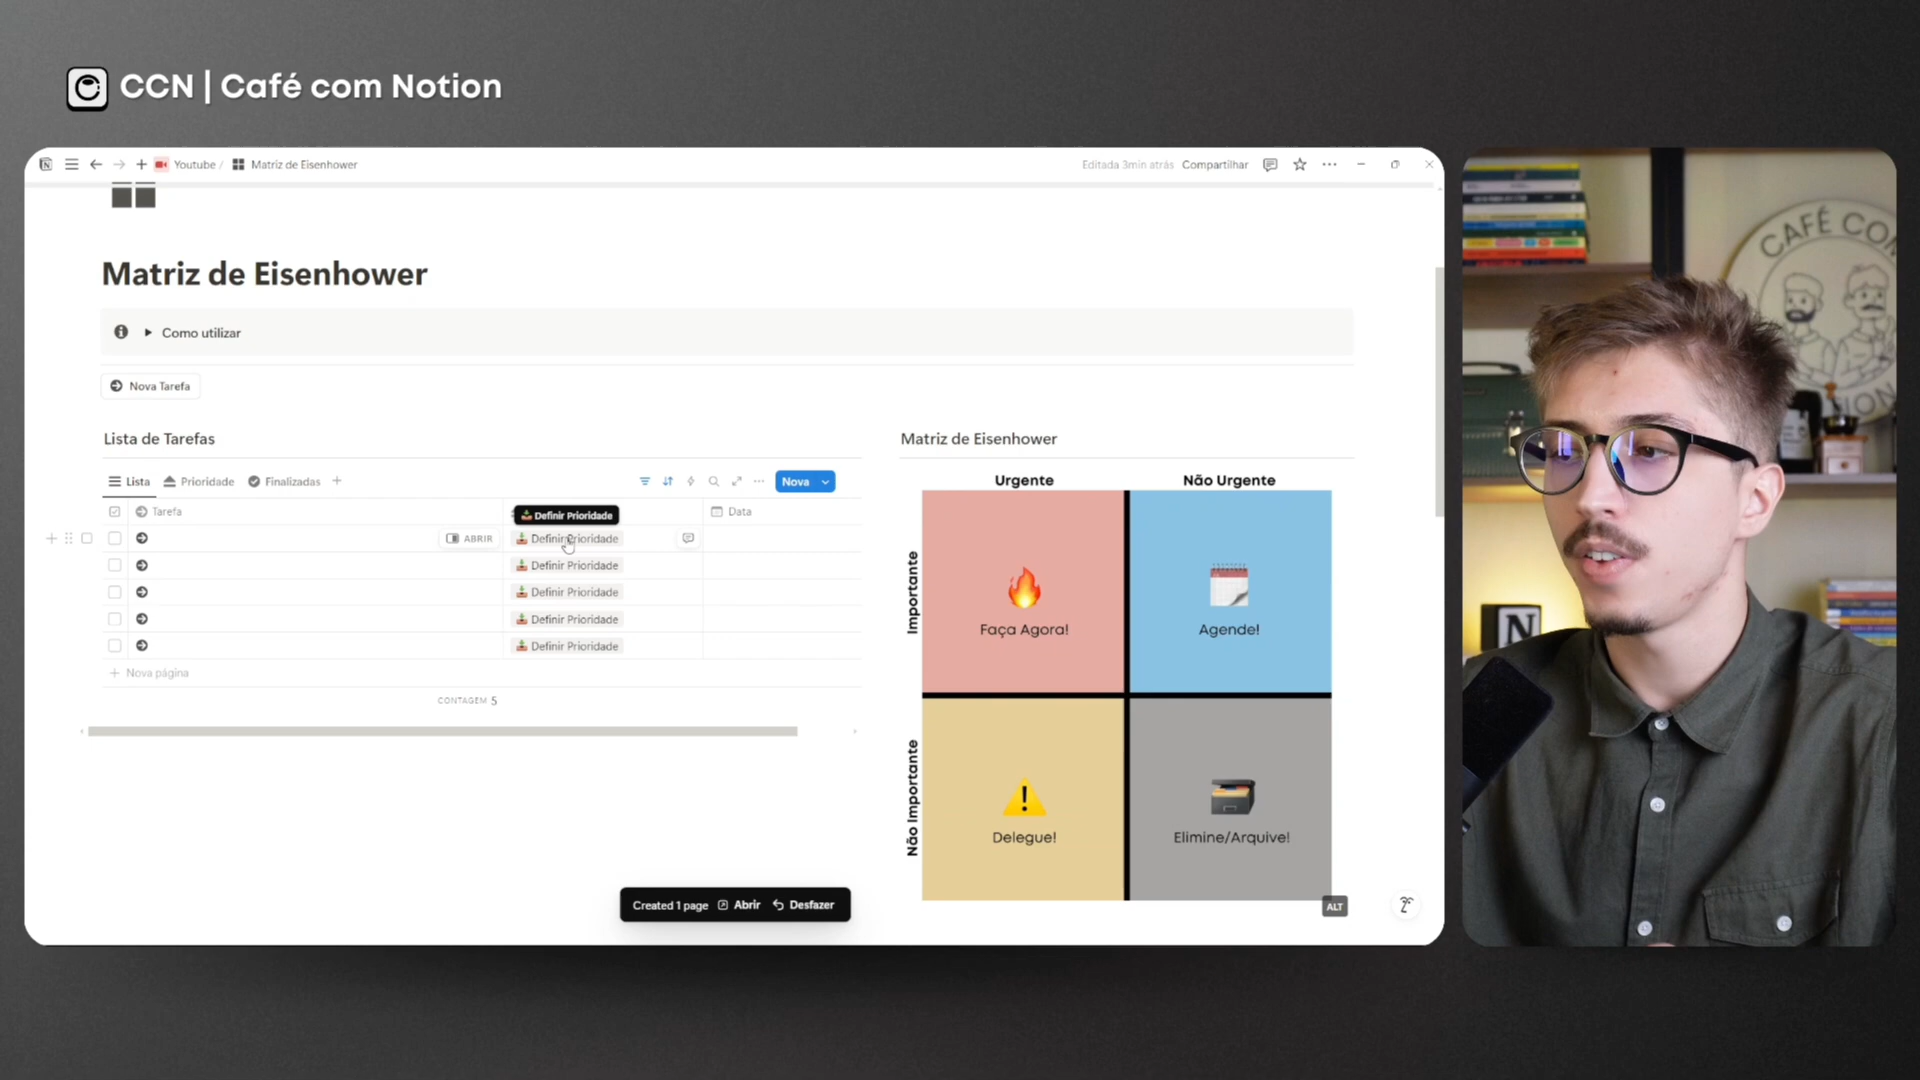 CCN | Café com Notion
Youtube / Matriz de Eisenhower
Editada 3min atrás Compartilhar
Matriz de Eisenhower
Como utilizar
Nova Tarefa
Lista de Tarefas
Lista Prioridade Finalizadas
Nova
Tarefa
Definir Prioridade
Data
ABRIR
Definir Prioridade
Definir Prioridade
Definir Prioridade
Definir Prioridade
Definir Prioridade
Nova página
CONTAGEM 5
Matriz de Eisenhower
Urgente Não Urgente
Importante
Faça Agora!
Agende!
Não Importante
Delegue!
Elimine/Arquive!
Created 1 page Abrir Desfazer
ALT
CAFÉ COM
N